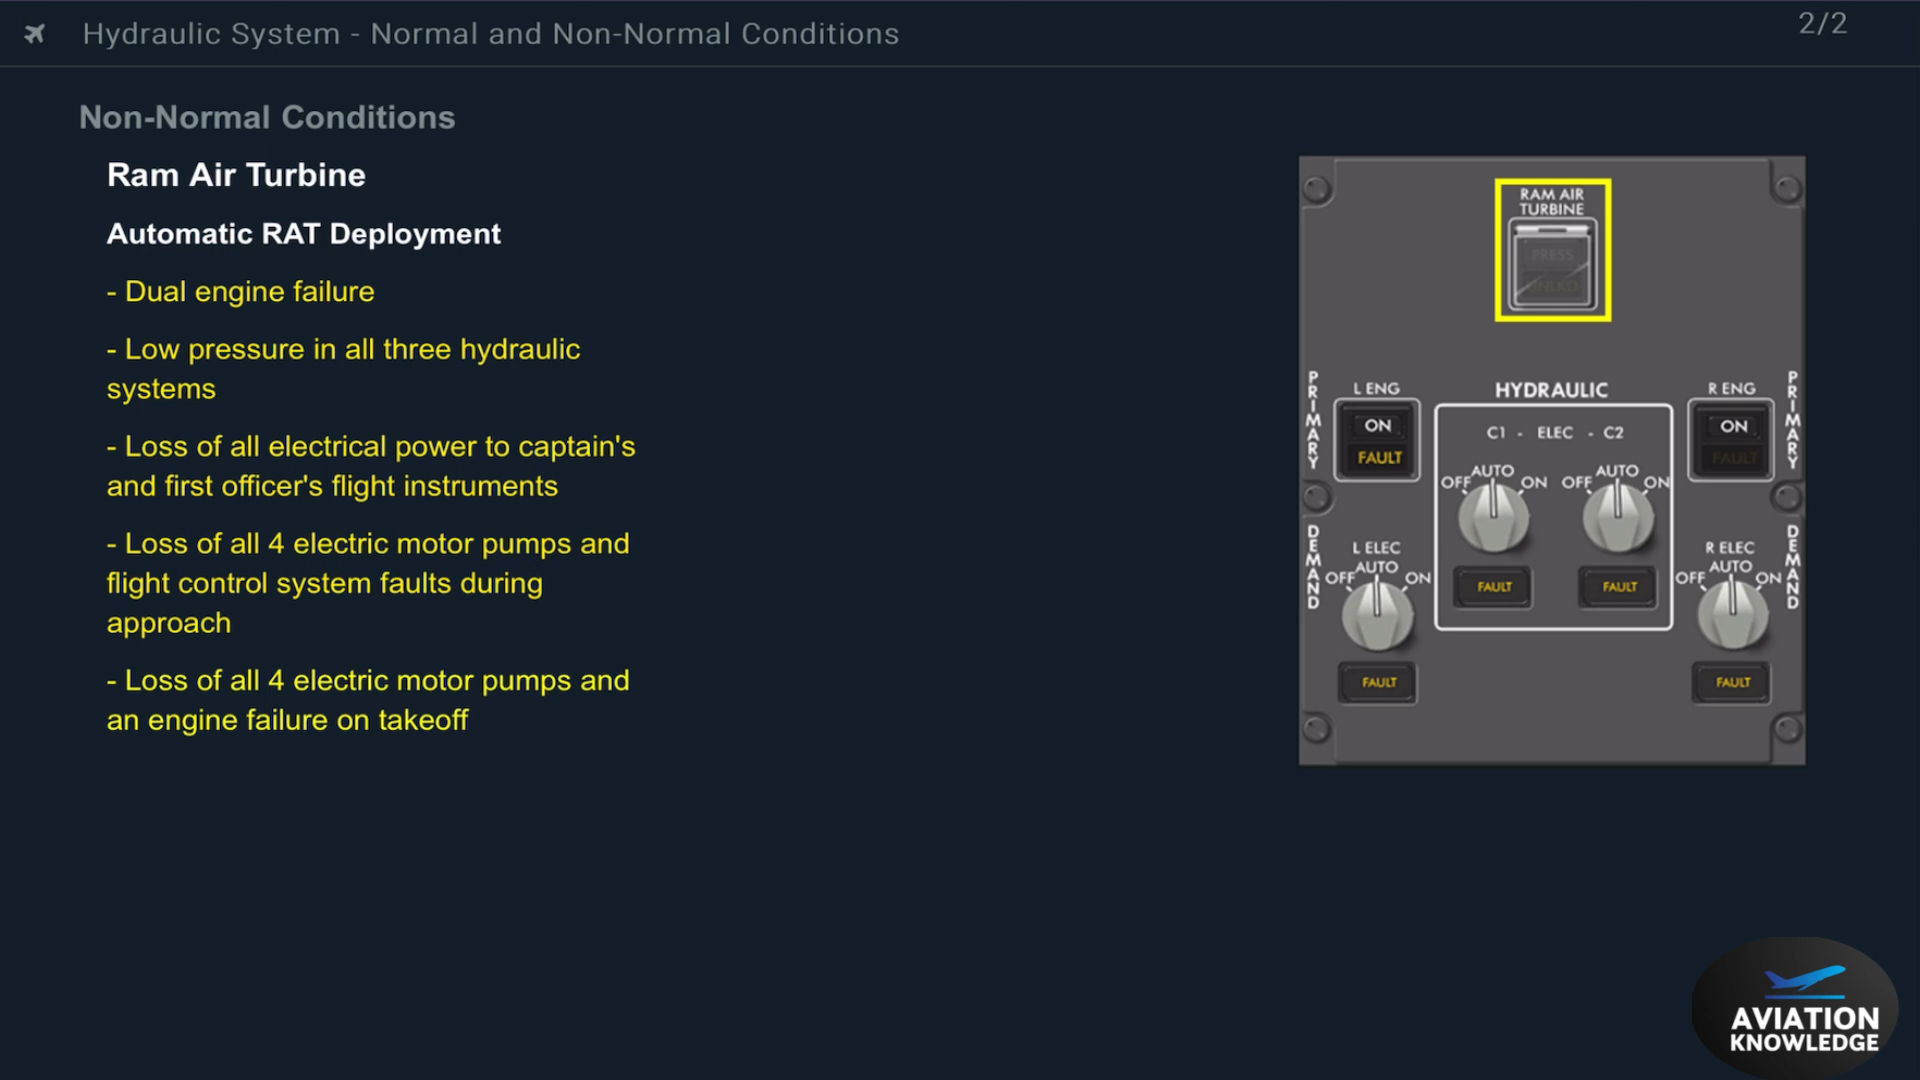 Hydraulic System - Normal and Non-Normal Conditions
2/2
Non-Normal Conditions
Ram Air Turbine
Automatic RAT Deployment
- Dual engine failure
- Low pressure in all three hydraulic
systems
- Loss of all electrical power to captain's
and first officer's flight instruments
- Loss of all 4 electric motor pumps and
flight control system faults during
approach
- Loss of all 4 electric motor pumps and
an engine failure on takeoff
RAM AIR
TURBINE
PRESS
UNLKD
PRIMARY
L ENG
ON
FAULT
HYDRAULIC
C1 - ELEC - C2
OFF AUTO ON
OFF AUTO ON
FAULT
FAULT
R ENG
ON
FAULT
PRIMARY
DEMAND
L ELEC
OFF AUTO ON
FAULT
R ELEC
OFF AUTO ON
FAULT
DEMAND
AVIATION
KNOWLEDGE